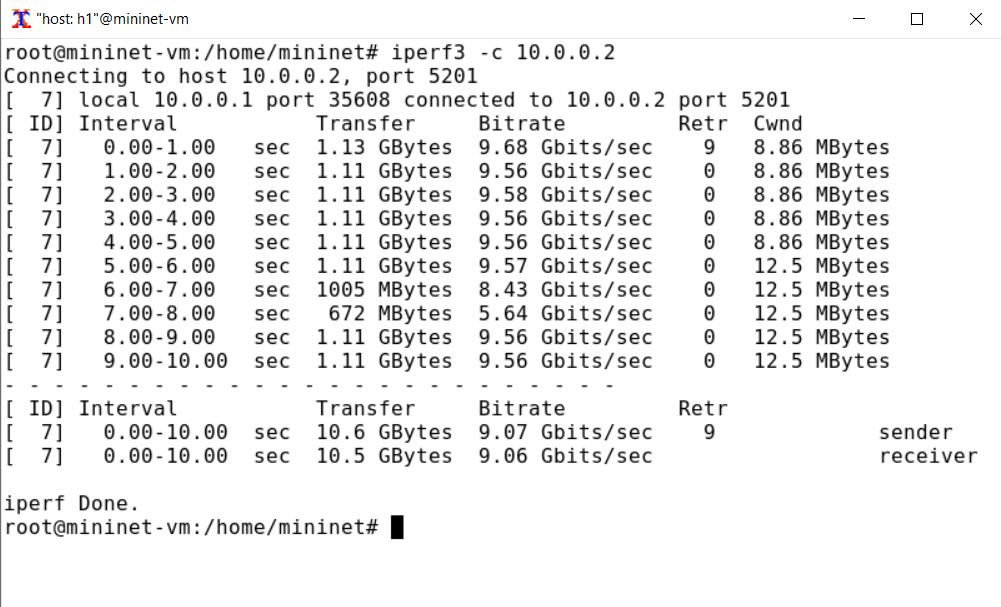 "host: h1"@mininet-vm
root@mininet-vm:/home/mininet# iperf3 -c 10.0.0.2
Connecting to host 10.0.0.2, port 5201
[  7] local 10.0.0.1 port 35608 connected to 10.0.0.2 port 5201
[ ID] Interval           Transfer     Bitrate         Retr  Cwnd
[  7]   0.00-1.00   sec  1.13 GBytes  9.68 Gbits/sec    9   8.86 MBytes
[  7]   1.00-2.00   sec  1.11 GBytes  9.56 Gbits/sec    0   8.86 MBytes
[  7]   2.00-3.00   sec  1.11 GBytes  9.58 Gbits/sec    0   8.86 MBytes
[  7]   3.00-4.00   sec  1.11 GBytes  9.56 Gbits/sec    0   8.86 MBytes
[  7]   4.00-5.00   sec  1.11 GBytes  9.56 Gbits/sec    0   8.86 MBytes
[  7]   5.00-6.00   sec  1.11 GBytes  9.57 Gbits/sec    0   12.5 MBytes
[  7]   6.00-7.00   sec  1005 MBytes  8.43 Gbits/sec    0   12.5 MBytes
[  7]   7.00-8.00   sec   672 MBytes  5.64 Gbits/sec    0   12.5 MBytes
[  7]   8.00-9.00   sec  1.11 GBytes  9.56 Gbits/sec    0   12.5 MBytes
[  7]   9.00-10.00  sec  1.11 GBytes  9.56 Gbits/sec    0   12.5 MBytes
- - - - - - - - - - - - - - - - - - - - - - - - -
[ ID] Interval           Transfer     Bitrate         Retr
[  7]   0.00-10.00  sec  10.6 GBytes  9.07 Gbits/sec    9             sender
[  7]   0.00-10.00  sec  10.5 GBytes  9.06 Gbits/sec                  receiver

iperf Done.
root@mininet-vm:/home/mininet#